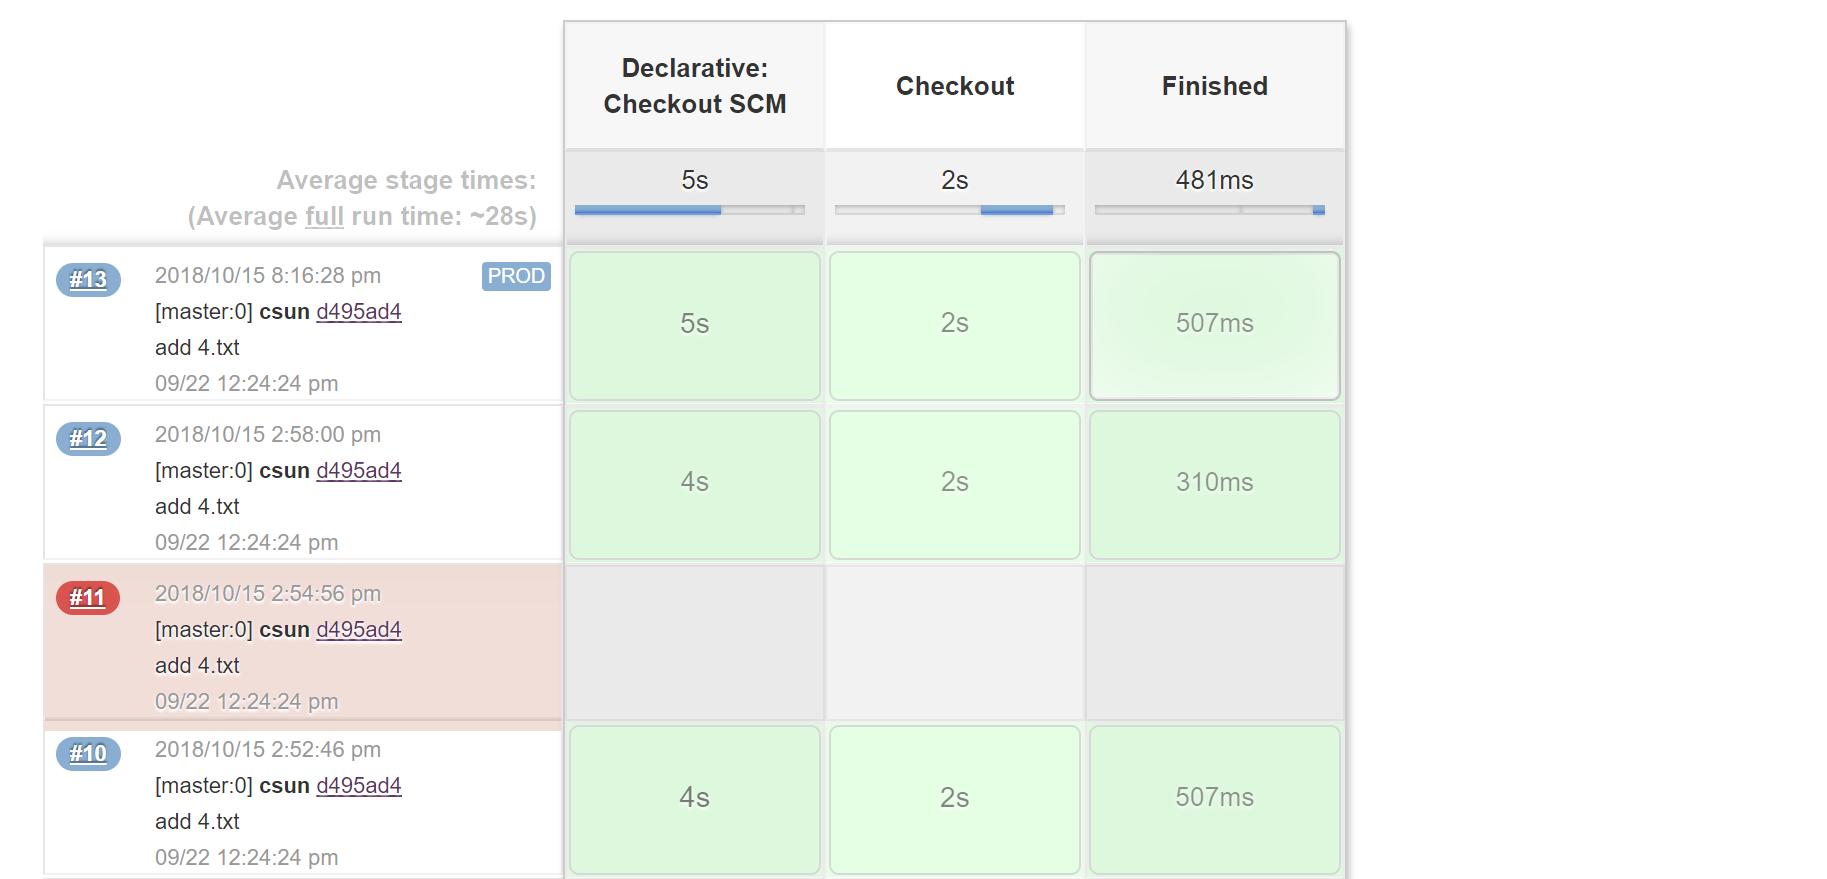 Declarative:
Checkout SCM
Checkout
Finished
Average stage times:
(Average full run time: ~28s)
5s
2s
481ms
#13
2018/10/15 8:16:28 pm
PROD
[master:0] csun d495ad4
add 4.txt
09/22 12:24:24 pm
5s
2s
507ms
#12
2018/10/15 2:58:00 pm
[master:0] csun d495ad4
add 4.txt
09/22 12:24:24 pm
4s
2s
310ms
#11
2018/10/15 2:54:56 pm
[master:0] csun d495ad4
add 4.txt
09/22 12:24:24 pm
#10
2018/10/15 2:52:46 pm
[master:0] csun d495ad4
add 4.txt
09/22 12:24:24 pm
4s
2s
507ms